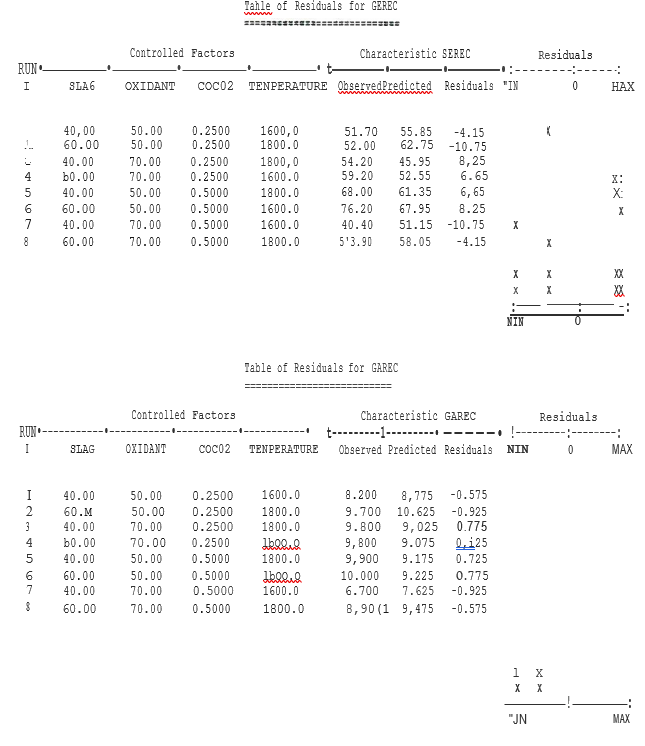 Tahle of Residuals for GEREC
Controlled Factors Characteristic SEREC Residuals
RUN
I SLA6 OXIDANT COC02 TENPERATURE ObservedPredicted Residuals "IN 0 HAX
40,00 50.00 0.2500 1600,0 51.70 55.85 -4.15 X
60.00 50.00 0.2500 1800.0 52.00 62.75 -10.75
40.00 70.00 0.2500 1800,0 54.20 45.95 8,25
4 b0.00 70.00 0.2500 1600.0 59.20 52.55 6.65 x:
5 40.00 50.00 0.5000 1800.0 68.00 61.35 6,65 X:
6 60.00 50.00 0.5000 1600.0 76.20 67.95 8.25 x
7 40.00 70.00 0.5000 1600.0 40.40 51.15 -10.75 x
8 60.00 70.00 0.5000 1800.0 5'3.90 58.05 -4.15 x
x x XX
x x XX
NIN 0
Table of Residuals for GAREC
===========================
Controlled Factors Characteristic GAREC Residuals
RUN
I SLAG OXIDANT COC02 TENPERATURE Observed Predicted Residuals NIN 0 MAX
I 40.00 50.00 0.2500 1600.0 8.200 8,775 -0.575
2 60.M 50.00 0.2500 1800.0 9.700 10.625 -0.925
3 40.00 70.00 0.2500 1800.0 9.800 9,025 0.775
4 b0.00 70.00 0.2500 1b00.0 9,800 9.075 0,i25
5 40.00 50.00 0.5000 1800.0 9,900 9.175 0.725
6 60.00 50.00 0.5000 1b00.0 10.000 9.225 0.775
7 40.00 70.00 0.5000 1600.0 6.700 7.625 -0.925
8 60.00 70.00 0.5000 1800.0 8,90(1 9,475 -0.575
l X
X X
"JN MAX